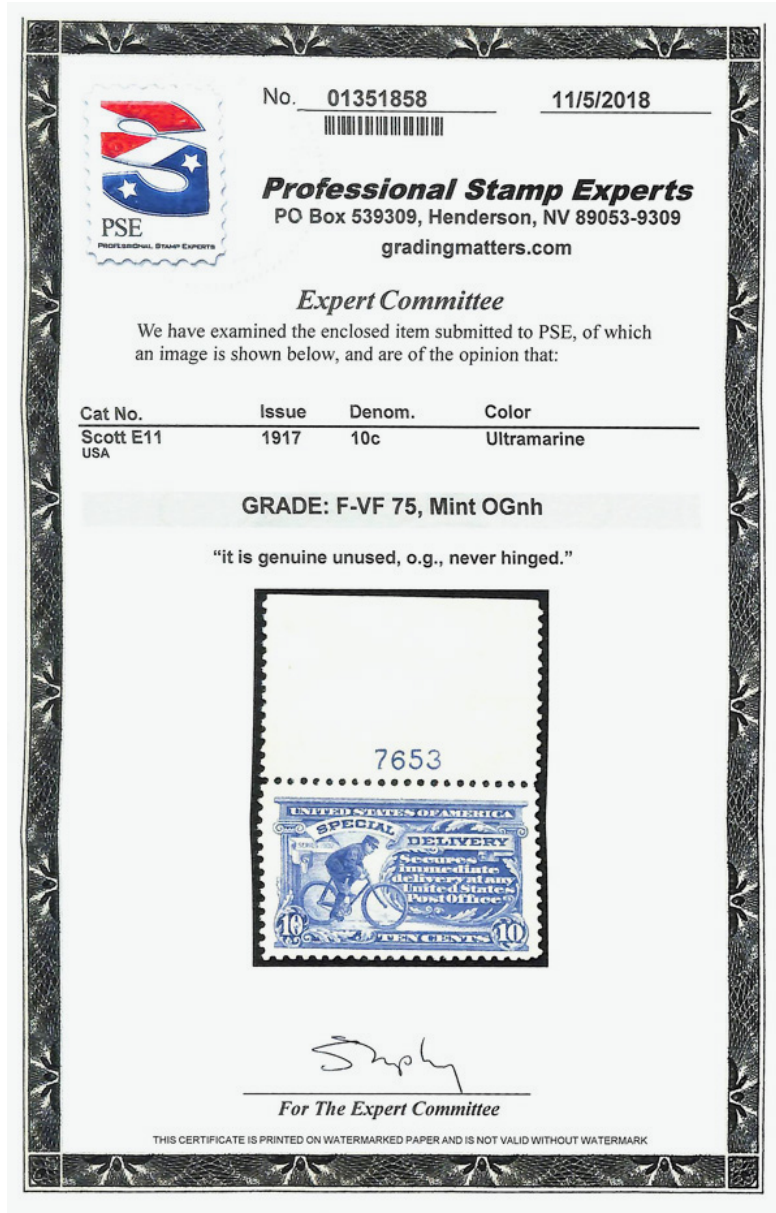 No. 01351858 11/5/2018
PSE
PROFESSIONAL STAMP EXPERTS
Professional Stamp Experts
PO Box 539309, Henderson, NV 89053-9309
gradingmatters.com
Expert Committee
We have examined the enclosed item submitted to PSE, of which
an image is shown below, and are of the opinion that:
Cat No. Issue Denom. Color
Scott E11 1917 10c Ultramarine
USA
GRADE: F-VF 75, Mint OGnh
“it is genuine unused, o.g., never hinged.”
7653
UNITED STATES OF AMERICA
SPECIAL DELIVERY
Secures
immediate
delivery at any
United States
Post Office
10 TEN CENTS 10
For The Expert Committee
THIS CERTIFICATE IS PRINTED ON WATERMARKED PAPER AND IS NOT VALID WITHOUT WATERMARK